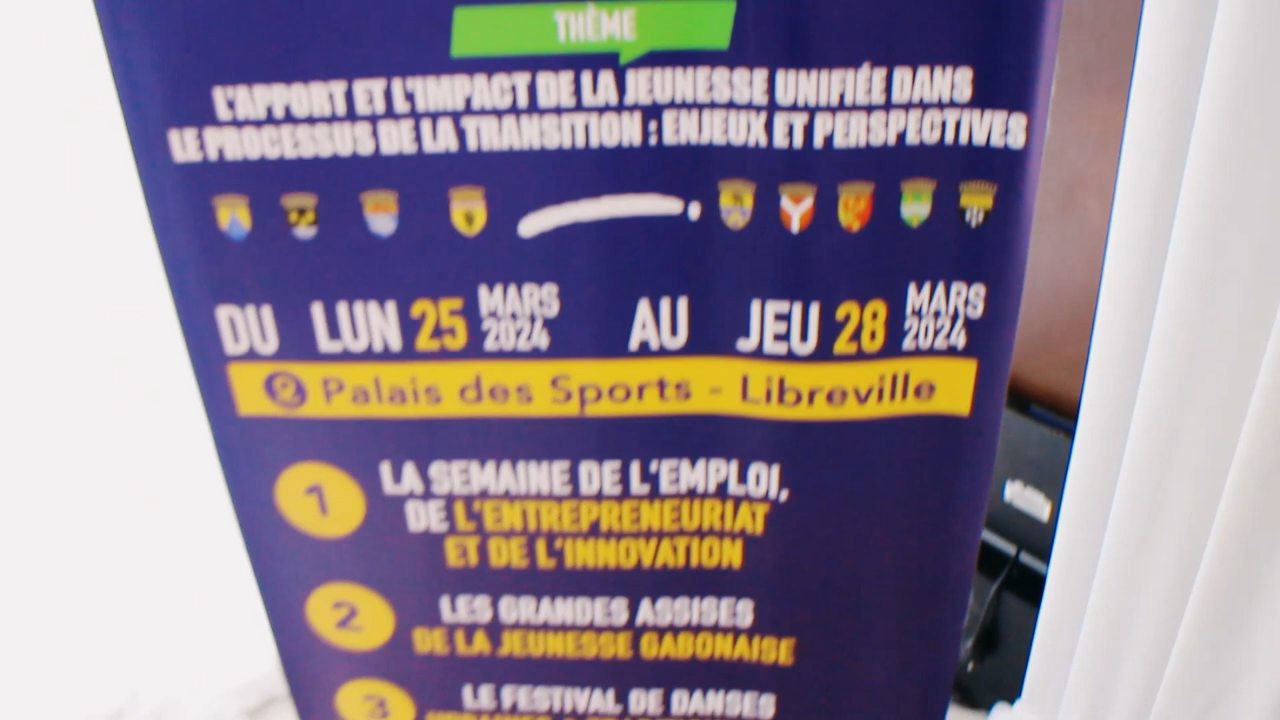 THÈME
L'APPORT ET L'IMPACT DE LA JEUNESSE UNIFIÉE DANS
LE PROCESSUS DE LA TRANSITION : ENJEUX ET PERSPECTIVES
DU LUN 25 MARS 2024 AU JEU 28 MARS 2024
Palais des Sports - Libreville
1 LA SEMAINE DE L'EMPLOI,
DE L'ENTREPRENEURIAT
ET DE L'INNOVATION
2 LES GRANDES ASSISES
DE LA JEUNESSE GABONAISE
3 LE FESTIVAL DE DANSES